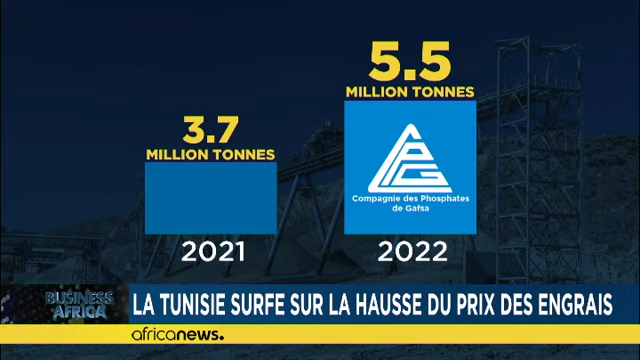 5.5
MILLION TONNES
3.7
MILLION TONNES
CPG
Compagnie des Phosphates
de Gafsa
2021
2022
BUSINESS
AFRICA
LA TUNISIE SURFE SUR LA HAUSSE DU PRIX DES ENGRAIS
africanews.